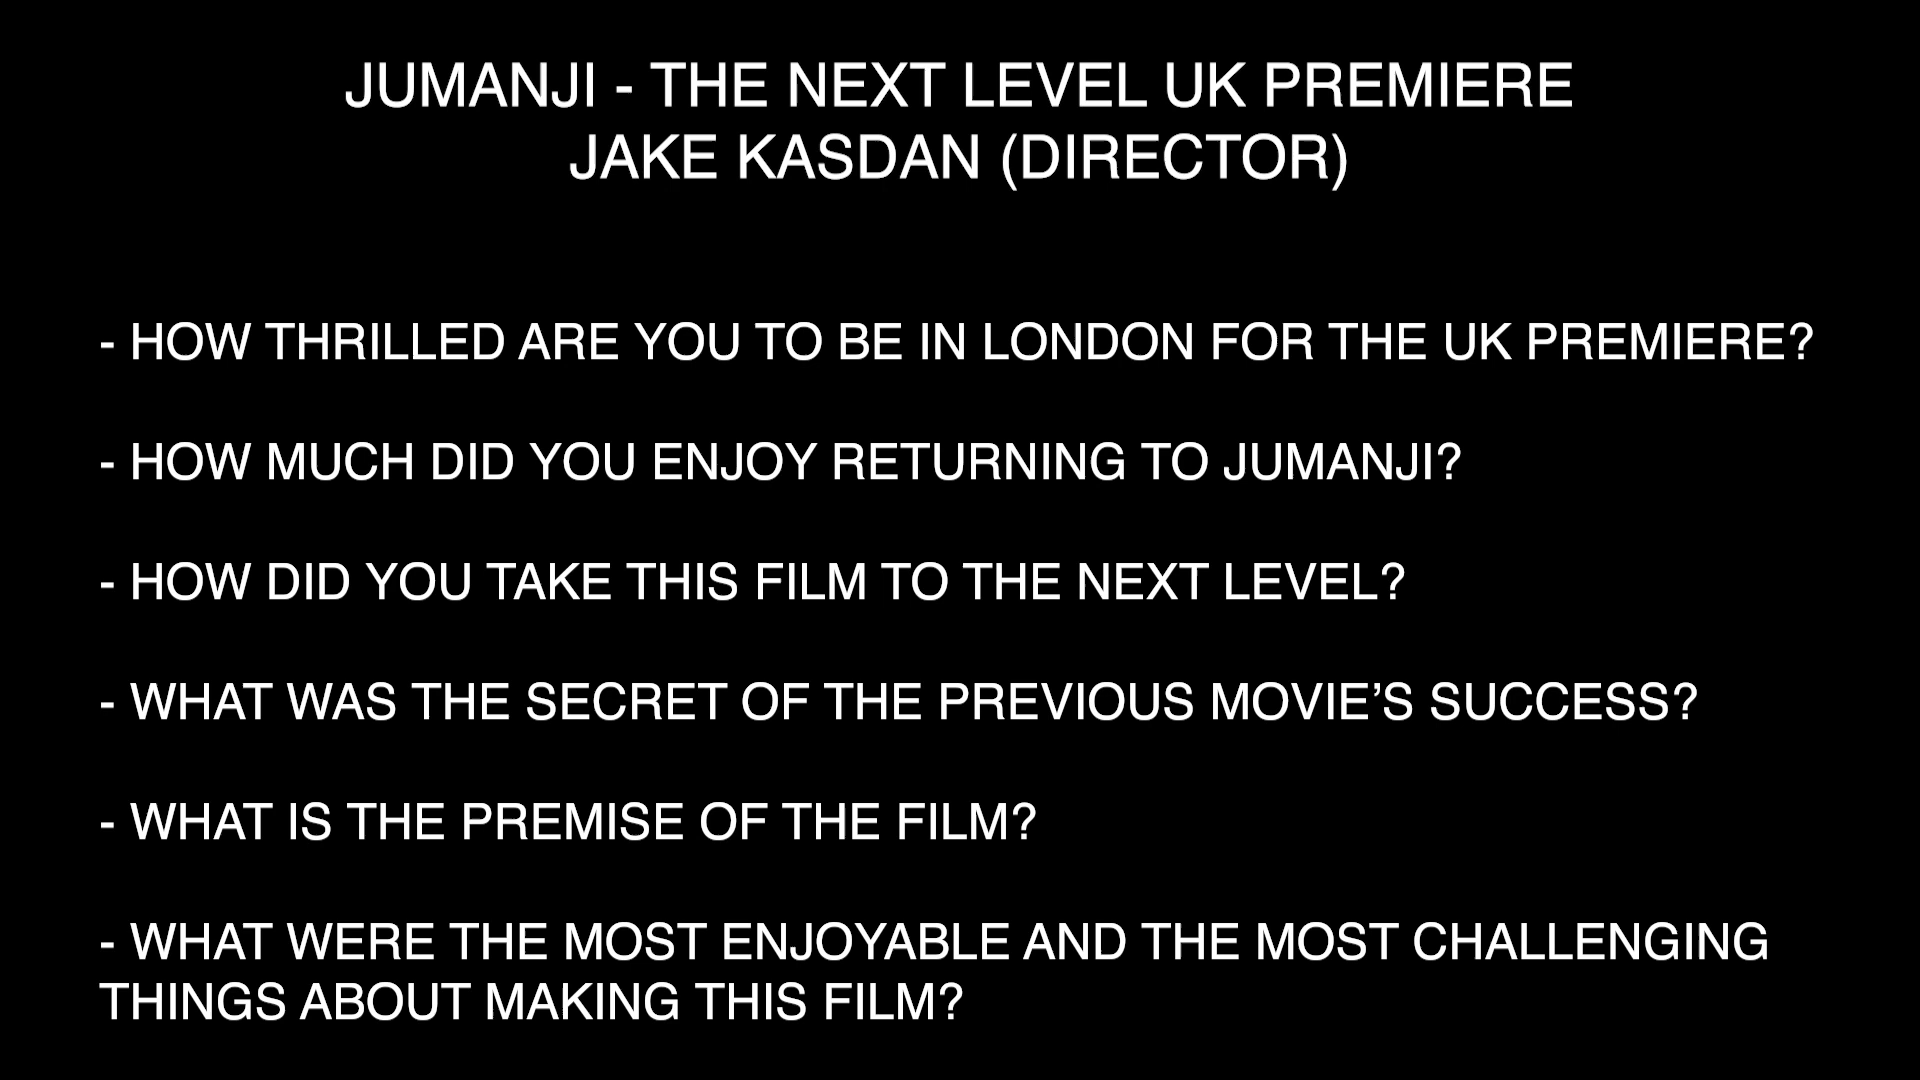 JUMANJI - THE NEXT LEVEL UK PREMIERE
JAKE KASDAN (DIRECTOR)
- HOW THRILLED ARE YOU TO BE IN LONDON FOR THE UK PREMIERE?
- HOW MUCH DID YOU ENJOY RETURNING TO JUMANJI?
- HOW DID YOU TAKE THIS FILM TO THE NEXT LEVEL?
- WHAT WAS THE SECRET OF THE PREVIOUS MOVIE’S SUCCESS?
- WHAT IS THE PREMISE OF THE FILM?
- WHAT WERE THE MOST ENJOYABLE AND THE MOST CHALLENGING
THINGS ABOUT MAKING THIS FILM?